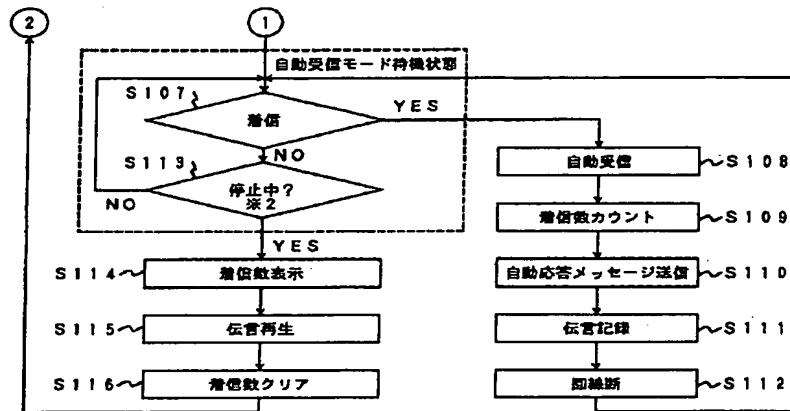 2
1
自動受信モード待機状態
S107
着信
YES
NO
S113
停止中?
※2
NO
YES
自動受信
S108
着信数カウント
S109
自動応答メッセージ送信
S110
伝言記録
S111
回線断
S112
S114
着信数表示
S115
伝言再生
S116
着信数クリア